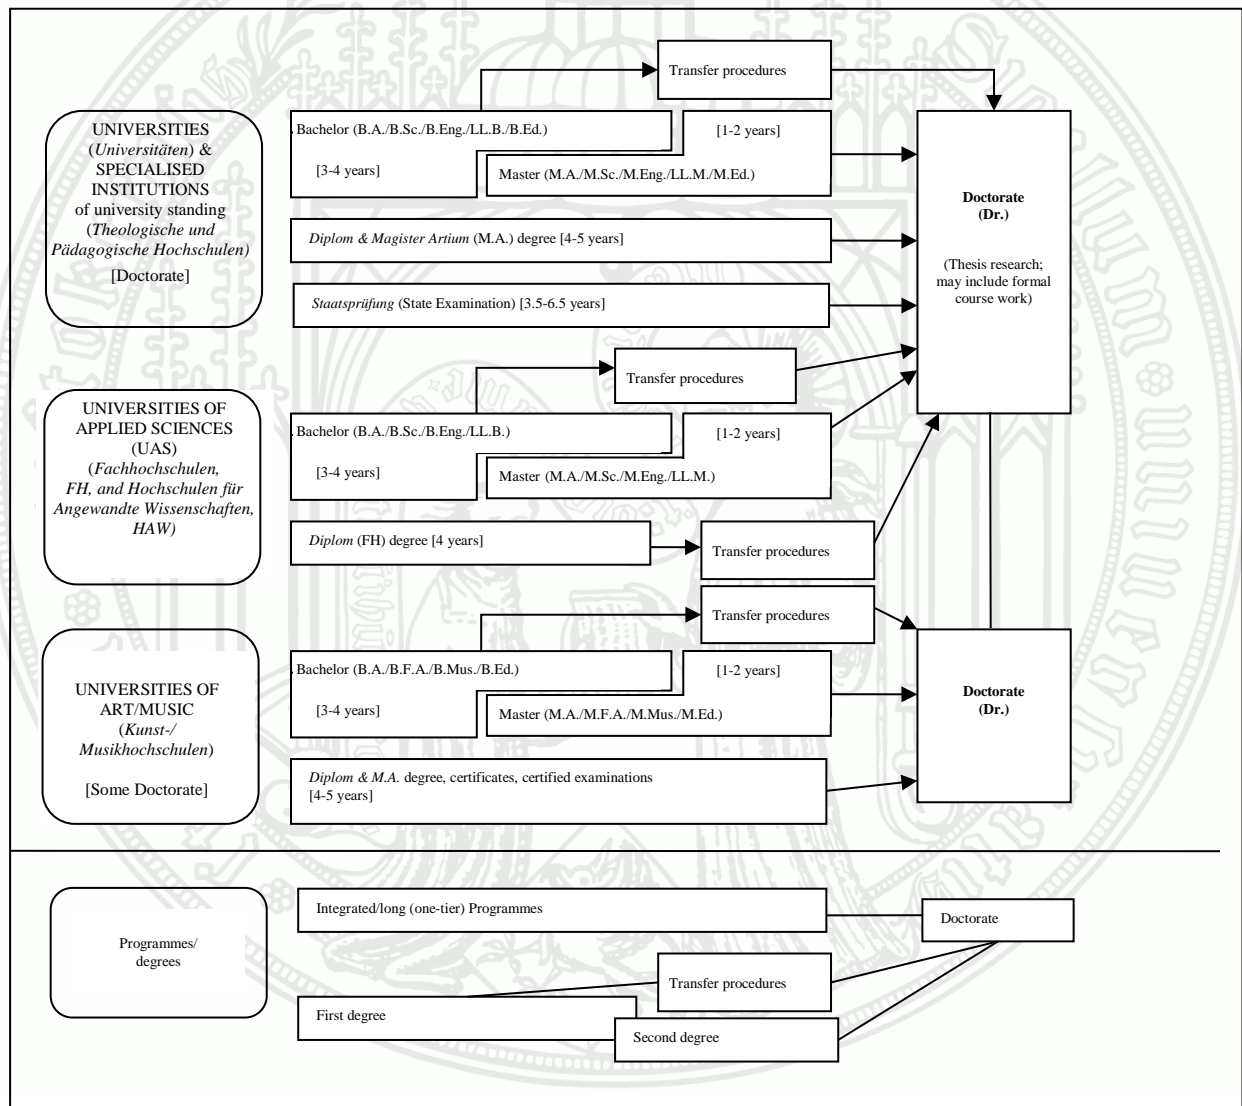 Transfer procedures
UNIVERSITIES
(Universitäten) &
SPECIALISED
INSTITUTIONS
of university standing
(Theologische und
Pädagogische Hochschulen)
[Doctorate]
Bachelor (B.A./B.Sc./B.Eng./LL.B./B.Ed.)
[3-4 years]
[1-2 years]
Master (M.A./M.Sc./M.Eng./LL.M./M.Ed.)
Diplom & Magister Artium (M.A.) degree [4-5 years]
Staatsprüfung (State Examination) [3.5-6.5 years]
Doctorate
(Dr.)
(Thesis research;
may include formal
course work)
Transfer procedures
UNIVERSITIES OF
APPLIED SCIENCES
(UAS)
(Fachhochschulen,
FH, and Hochschulen für
Angewandte Wissenschaften,
HAW)
Bachelor (B.A./B.Sc./B.Eng./LL.B.)
[3-4 years]
[1-2 years]
Master (M.A./M.Sc./M.Eng./LL.M.)
Diplom (FH) degree [4 years]
Transfer procedures
Transfer procedures
UNIVERSITIES OF
ART/MUSIC
(Kunst-/
Musikhochschulen)
[Some Doctorate]
Bachelor (B.A./B.F.A./B.Mus./B.Ed.)
[3-4 years]
[1-2 years]
Master (M.A./M.F.A./M.Mus./M.Ed.)
Diplom & M.A. degree, certificates, certified examinations
[4-5 years]
Doctorate
(Dr.)
Programmes/
degrees
Integrated/long (one-tier) Programmes
Doctorate
Transfer procedures
First degree
Second degree